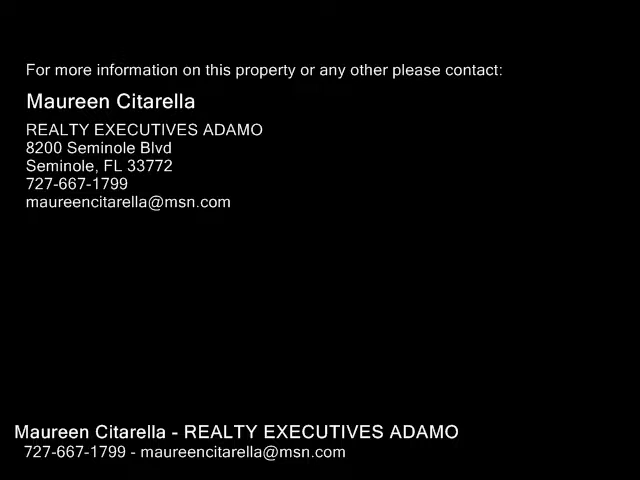 For more information on this property or any other please contact:
Maureen Citarella
REALTY EXECUTIVES ADAMO
8200 Seminole Blvd
Seminole, FL 33772
727-667-1799
maureencitarella@msn.com
Maureen Citarella - REALTY EXECUTIVES ADAMO
727-667-1799 - maureencitarella@msn.com